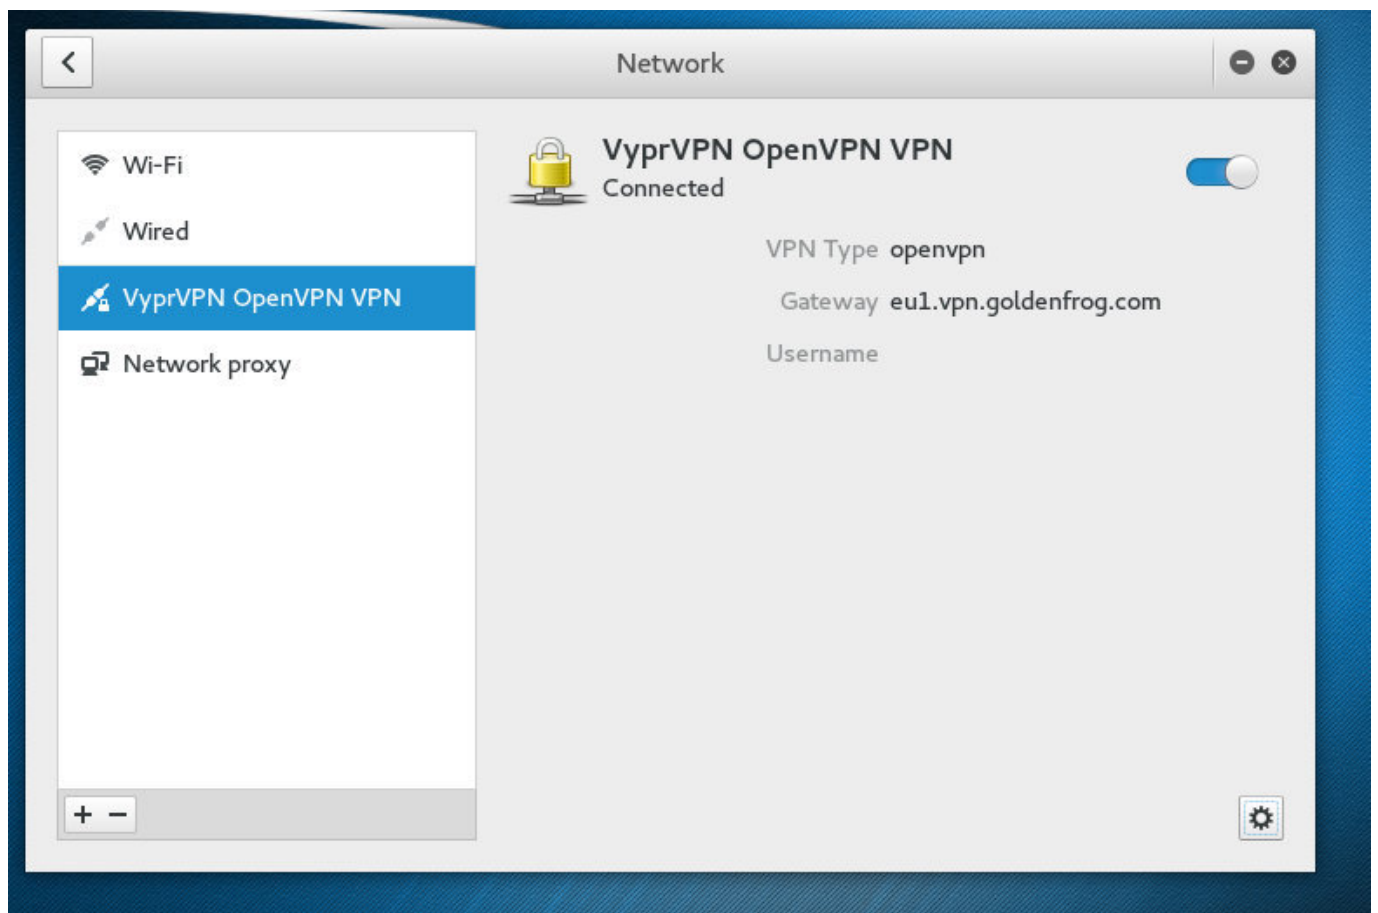 Network
Wi-Fi
Wired
VyprVPN OpenVPN VPN
Network proxy
VyprVPN OpenVPN VPN
Connected
VPN Type openvpn
Gateway eu1.vpn.goldenfrog.com
Username